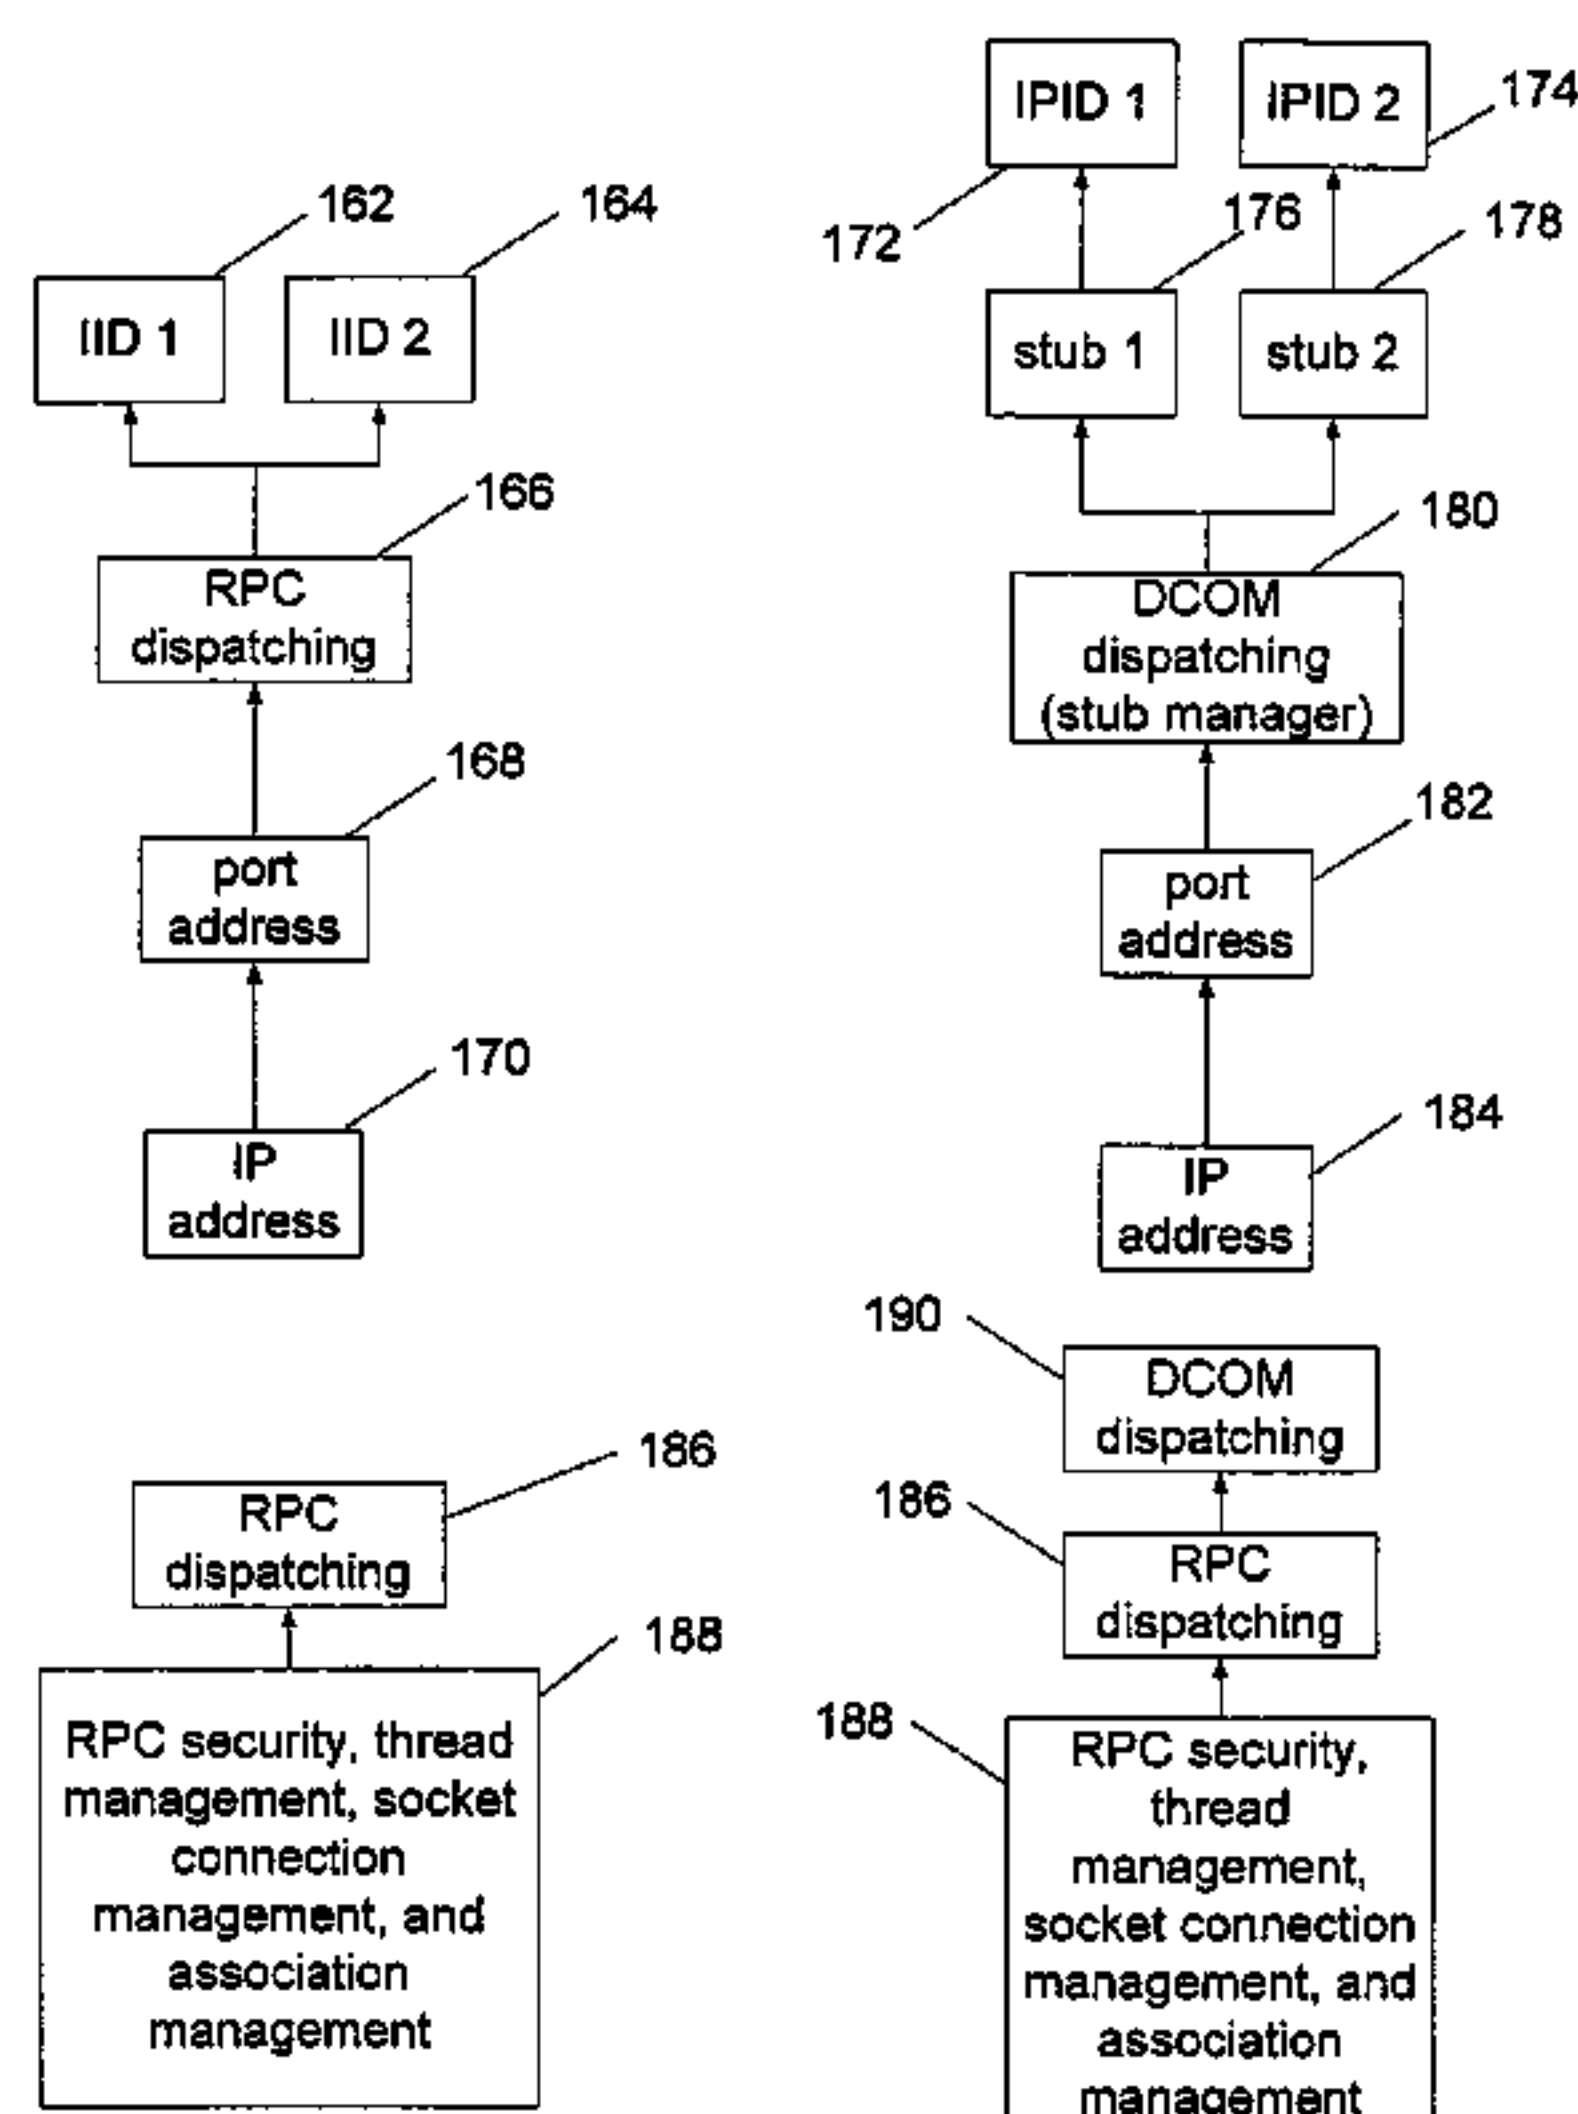 162
164
IID 1
IID 2
166
RPC
dispatching
168
port
address
170
IP
address
IPID 1
IPID 2
174
172
176
178
stub 1
stub 2
180
DCOM
dispatching
(stub manager)
182
port
address
184
IP
address
186
RPC
dispatching
188
RPC security, thread
management, socket
connection
management, and
association
management
190
DCOM
dispatching
186
RPC
dispatching
188
RPC security,
thread
management,
socket connection
management, and
association
management